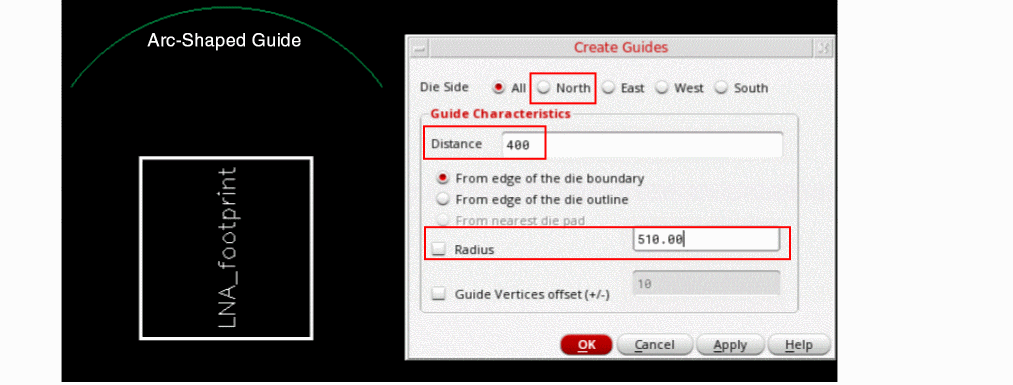 Arc-Shaped Guide
LNA_footprint
Create Guides
Die Side All North East West South
Guide Characteristics
Distance 400
From edge of the die boundary
From edge of the die outline
From nearest die pad
Radius 510.00
Guide Vertices offset (+/-) 10
OK Cancel Apply Help